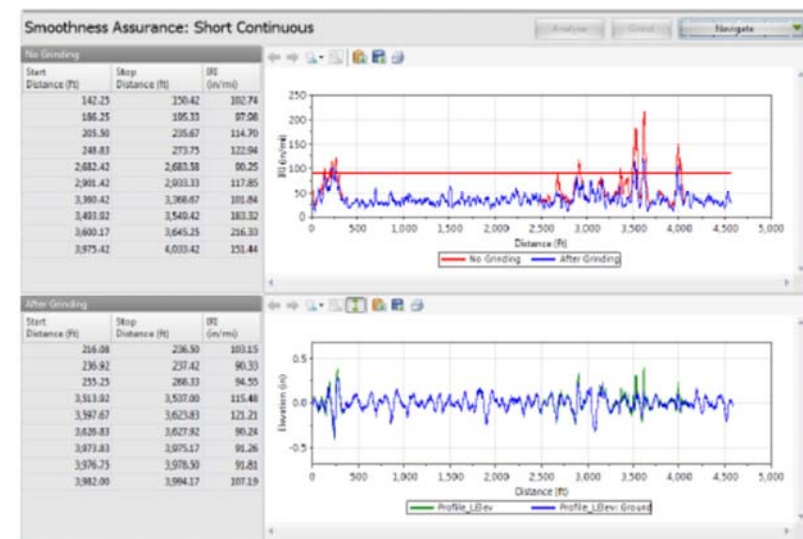 Smoothness Assurance: Short Continuous
Analyze Grind Navigate
No Grinding
Start Distance (ft) Stop Distance (ft) IRI (in/mi)
142.25 150.42 102.74
186.25 195.33 97.98
205.50 235.67 114.70
248.83 273.75 122.94
2,682.42 2,683.58 90.25
2,901.42 2,933.33 117.85
3,360.42 3,368.67 101.84
3,493.92 3,549.42 183.32
3,600.17 3,645.25 216.33
3,975.42 4,033.42 151.44
IRI (in/mi)
250
200
150
100
50
0
0 500 1,000 1,500 2,000 2,500 3,000 3,500 4,000 4,500 5,000
Distance (ft)
No Grinding After Grinding
After Grinding
Start Distance (ft) Stop Distance (ft) IRI (in/mi)
216.08 236.50 103.15
236.92 237.42 90.33
255.25 268.33 94.55
3,513.92 3,537.00 115.48
3,597.67 3,623.83 121.21
3,626.83 3,627.92 90.24
3,973.83 3,975.17 91.26
3,976.75 3,978.50 91.81
3,982.00 3,994.17 107.19
Elevation (in)
0.5
0.0
-0.5
0 500 1,000 1,500 2,000 2,500 3,000 3,500 4,000 4,500 5,000
Distance (ft)
Profile_LElev Profile_LElev: Ground